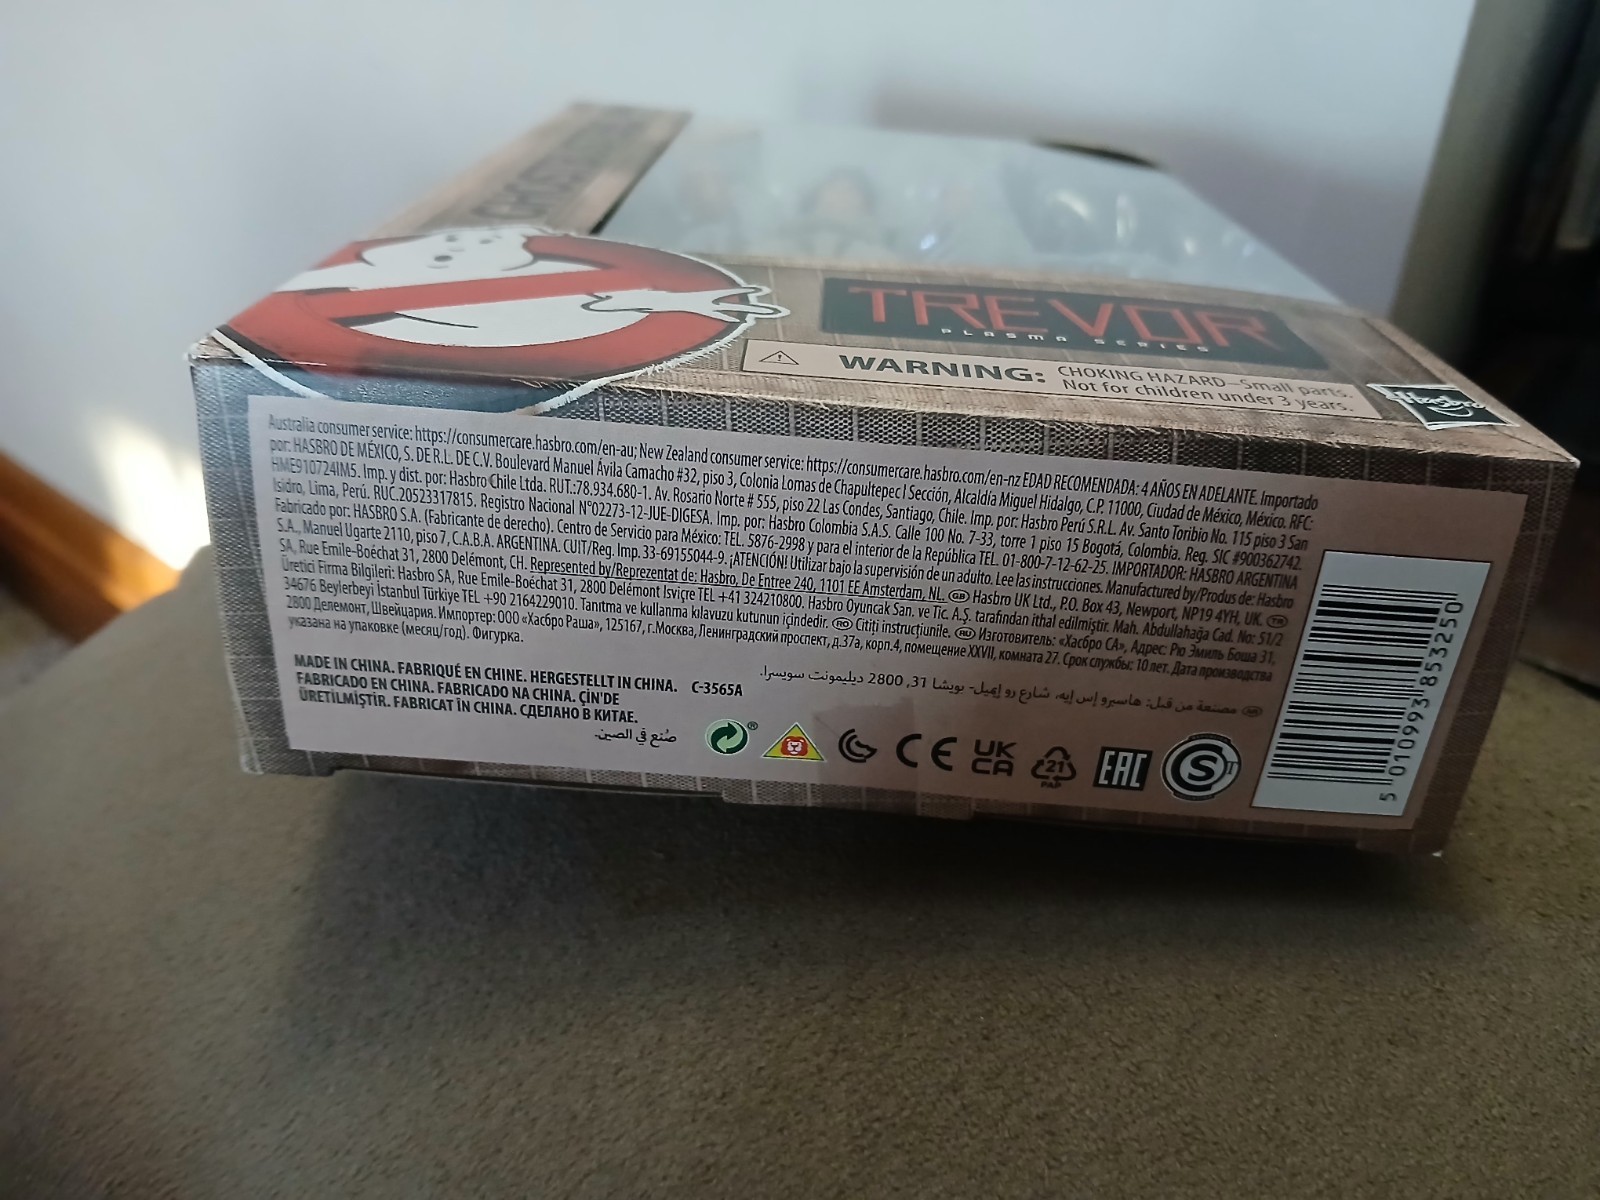 TREVOR
PLASMA SERIES
WARNING: CHOKING HAZARD–Small parts.
Not for children under 3 years.
Hasbro
Australia consumer service: https://consumercare.hasbro.com/en-au; New Zealand consumer service: https://consumercare.hasbro.com/en-nz EDAD RECOMENDADA: 4 AÑOS EN ADELANTE. Importado
por: HASBRO DE MÉXICO, S. DE R.L. DE C.V. Boulevard Manuel Ávila Camacho #32, piso 3, Colonia Lomas de Chapultepec I Sección, Alcaldía Miguel Hidalgo, C.P. 11000, Ciudad de México, México. RFC:
HME910724IM5. Imp. y dist. por: Hasbro Chile Ltda. RUT.:78.934.680-1. Av. Rosario Norte # 555, piso 22 Las Condes, Santiago, Chile. Imp. por: Hasbro Perú S.R.L. Av. Santo Toribio No. 115 piso 3 San
Isidro, Lima, Perú. RUC.20523317815. Registro Nacional N°02273-12-JUE-DIGESA. Imp. por: Hasbro Colombia S.A.S. Calle 100 No. 7-33, torre 1 piso 15 Bogotá, Colombia. Reg. SIC #900362742.
Fabricado por: HASBRO S.A. (Fabricante de derecho). Centro de Servicio para México: TEL. 5876-2998 y para el interior de la República TEL. 01-800-7-12-62-25. IMPORTADOR: HASBRO ARGENTINA
S.A., Manuel Ugarte 2110, piso 7, C.A.B.A. ARGENTINA. CUIT/Reg. Imp. 33-69155044-9. ¡ATENCIÓN! Utilizar bajo la supervisión de un adulto. Lee las instrucciones. Manufactured by/Produs de: Hasbro
SA, Rue Emile-Boéchat 31, 2800 Delémont, CH. Represented by/Reprezentat de: Hasbro, De Entree 240, 1101 EE Amsterdam, NL. GB Hasbro UK Ltd., P.O. Box 43, Newport, NP19 4YH, UK. TR
Üretici Firma Bilgileri: Hasbro SA, Rue Emile-Boéchat 31, 2800 Delémont İsviçre TEL +41 324210800. Hasbro Oyuncak San. ve Tic. A.Ş. tarafından ithal edilmiştir. Mah. Abdullahağa Cad. No: 51/2
34676 Beylerbeyi İstanbul Türkiye TEL +90 2164229010. Tanıtma ve kullanma kılavuzu kutunun içindedir. RO Citiți instrucțiunile. RU Изготовитель: «Хасбро СА», Адрес: Рю Эмиль Боша 31,
2800 Делемонт, Швейцария. Импортер: ООО «Хасбро Раша», 125167, г.Москва, Ленинградский проспект, д.37а, корп.4, помещение XXVII, комната 27. Срок службы: 10 лет. Дата производства
указана на упаковке (месяц/год). Фигурка.
مصنعة من قبل: هاسبرو إس إيه، شارع رو إميل- بويشا 31، 2800 ديليمونت سويسرا.
MADE IN CHINA. FABRIQUÉ EN CHINE. HERGESTELLT IN CHINA.
FABRICADO EN CHINA. FABRICADO NA CHINA. ÇİN'DE
ÜRETİLMİŞTİR. FABRICAT ÎN CHINA. СДЕЛАНО В КИТАЕ.
صُنع في الصين.
C-3565A
CE
UK
CA
21
PAP
EAC
S
5 010993 853250